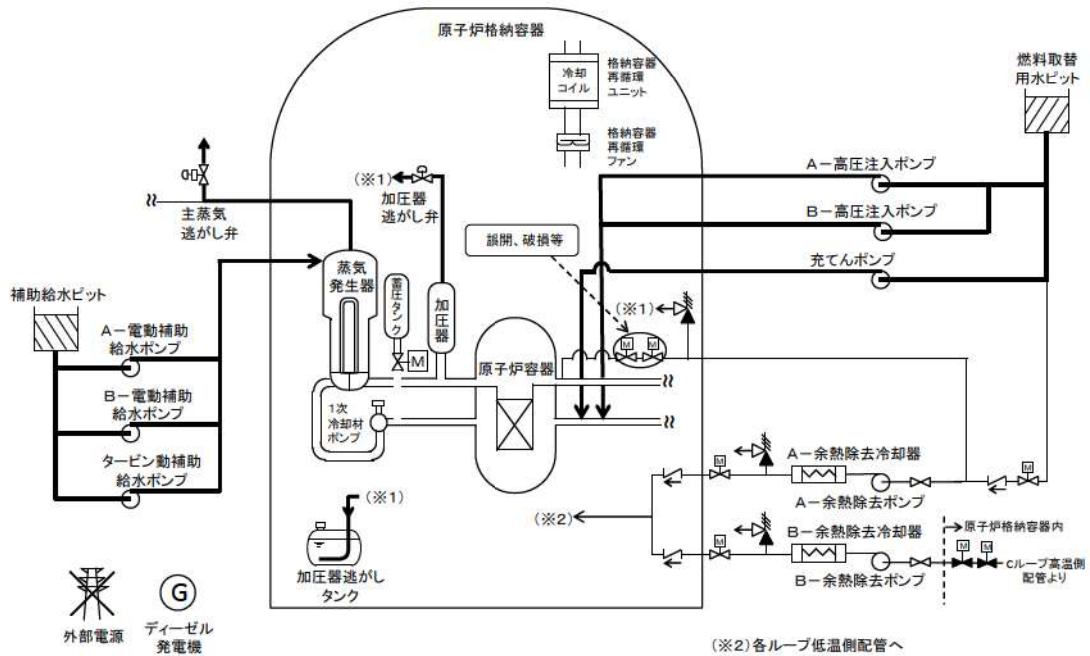 原子炉格納容器
冷却
コイル
格納容器
再循環
ユニット
格納容器
再循環
ファン
燃料取替
用水ピット
主蒸気
逃がし弁
(※1)
加圧器
逃がし弁
A-高圧注入ポンプ
B-高圧注入ポンプ
充てんポンプ
誤開、破損等
(※1)
蒸気
発生器
蓄圧タンク
M
加圧器
M
M
原子炉容器
1次
冷却材
ポンプ
補助給水ピット
A-電動補助
給水ポンプ
B-電動補助
給水ポンプ
タービン動補助
給水ポンプ
M
A-余熱除去冷却器
M
A-余熱除去ポンプ
(※2)
M
B-余熱除去冷却器
B-余熱除去ポンプ
原子炉格納容器内
M
M
Cループ高温側
配管より
(※1)
加圧器逃がし
タンク
外部電源
G
ディーゼル
発電機
(※2)各ループ低温側配管へ